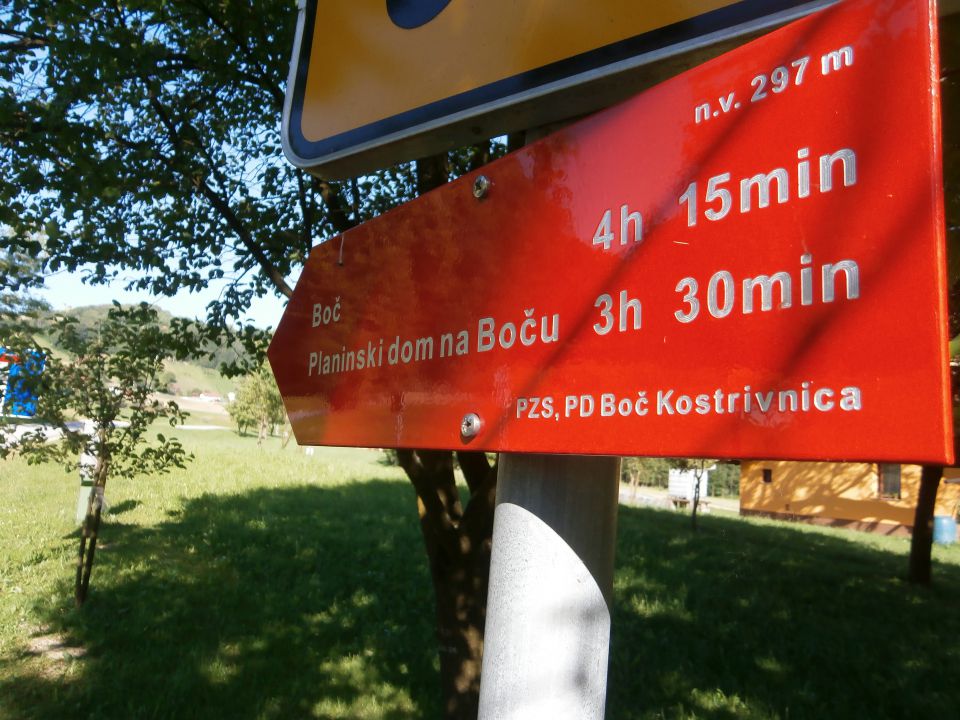 n.v. 297 m
Boč 4h 15min
Planinski dom na Boču 3h 30min
PZS, PD Boč Kostrivnica